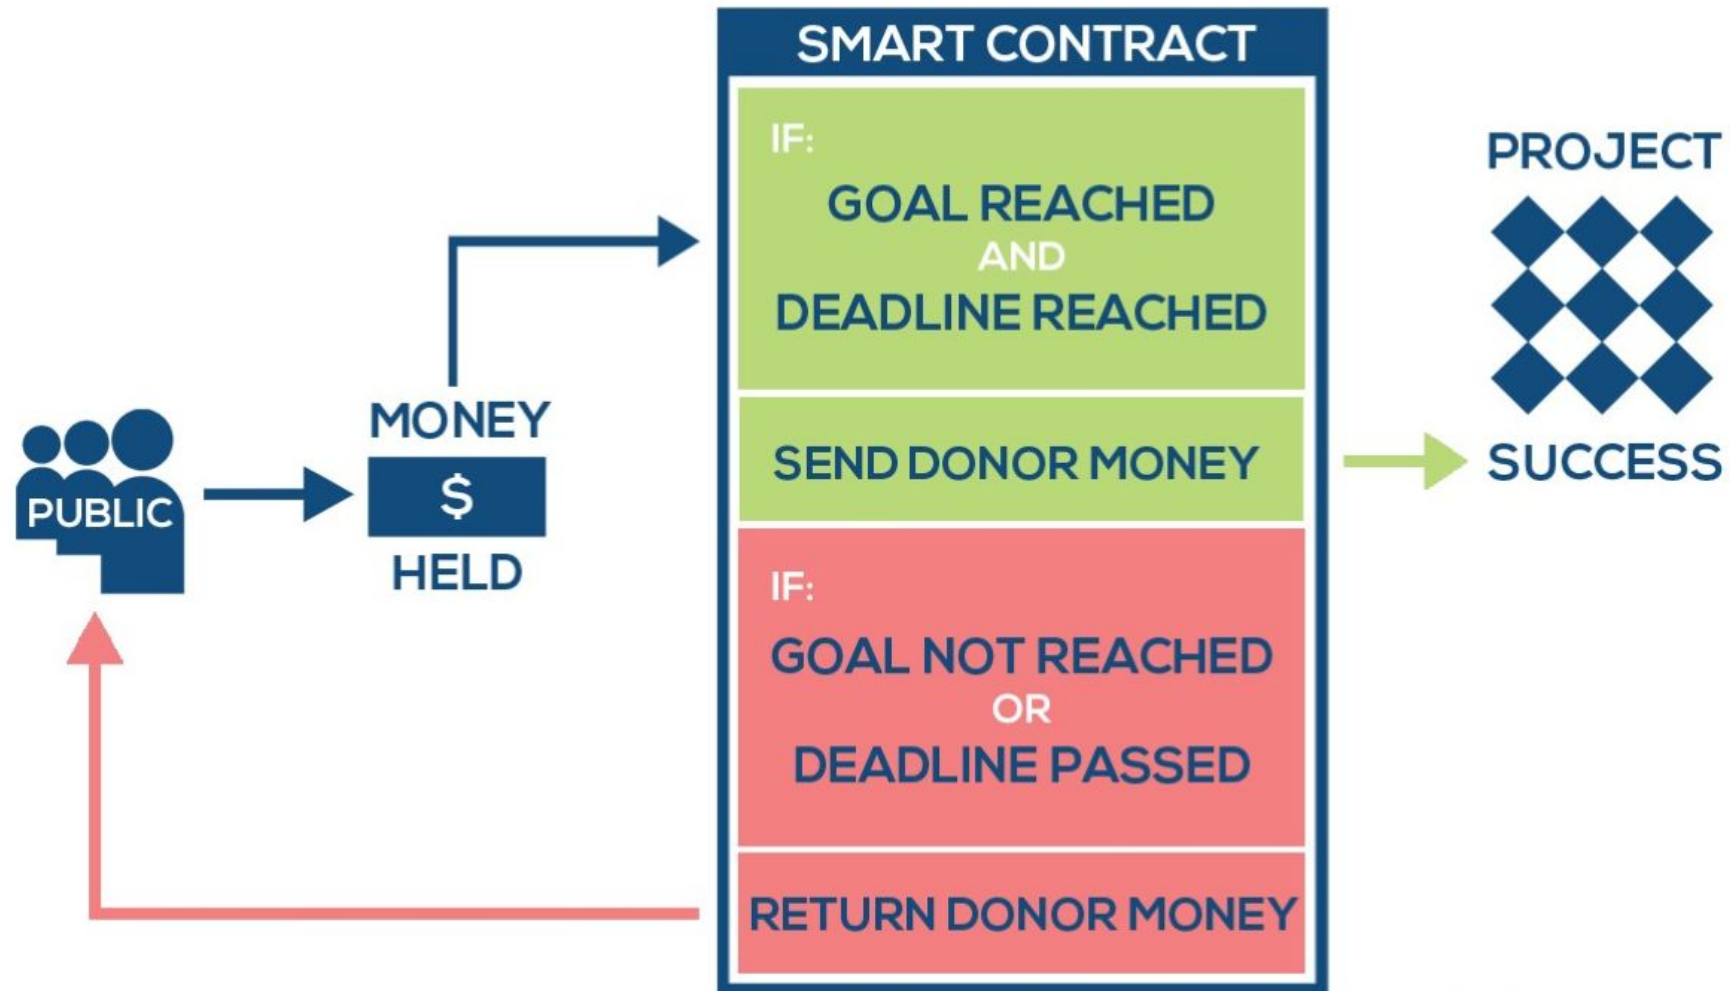 SMART CONTRACT
IF:
GOAL REACHED
AND
DEADLINE REACHED
SEND DONOR MONEY
IF:
GOAL NOT REACHED
OR
DEADLINE PASSED
RETURN DONOR MONEY
PUBLIC
MONEY
$
HELD
PROJECT
SUCCESS